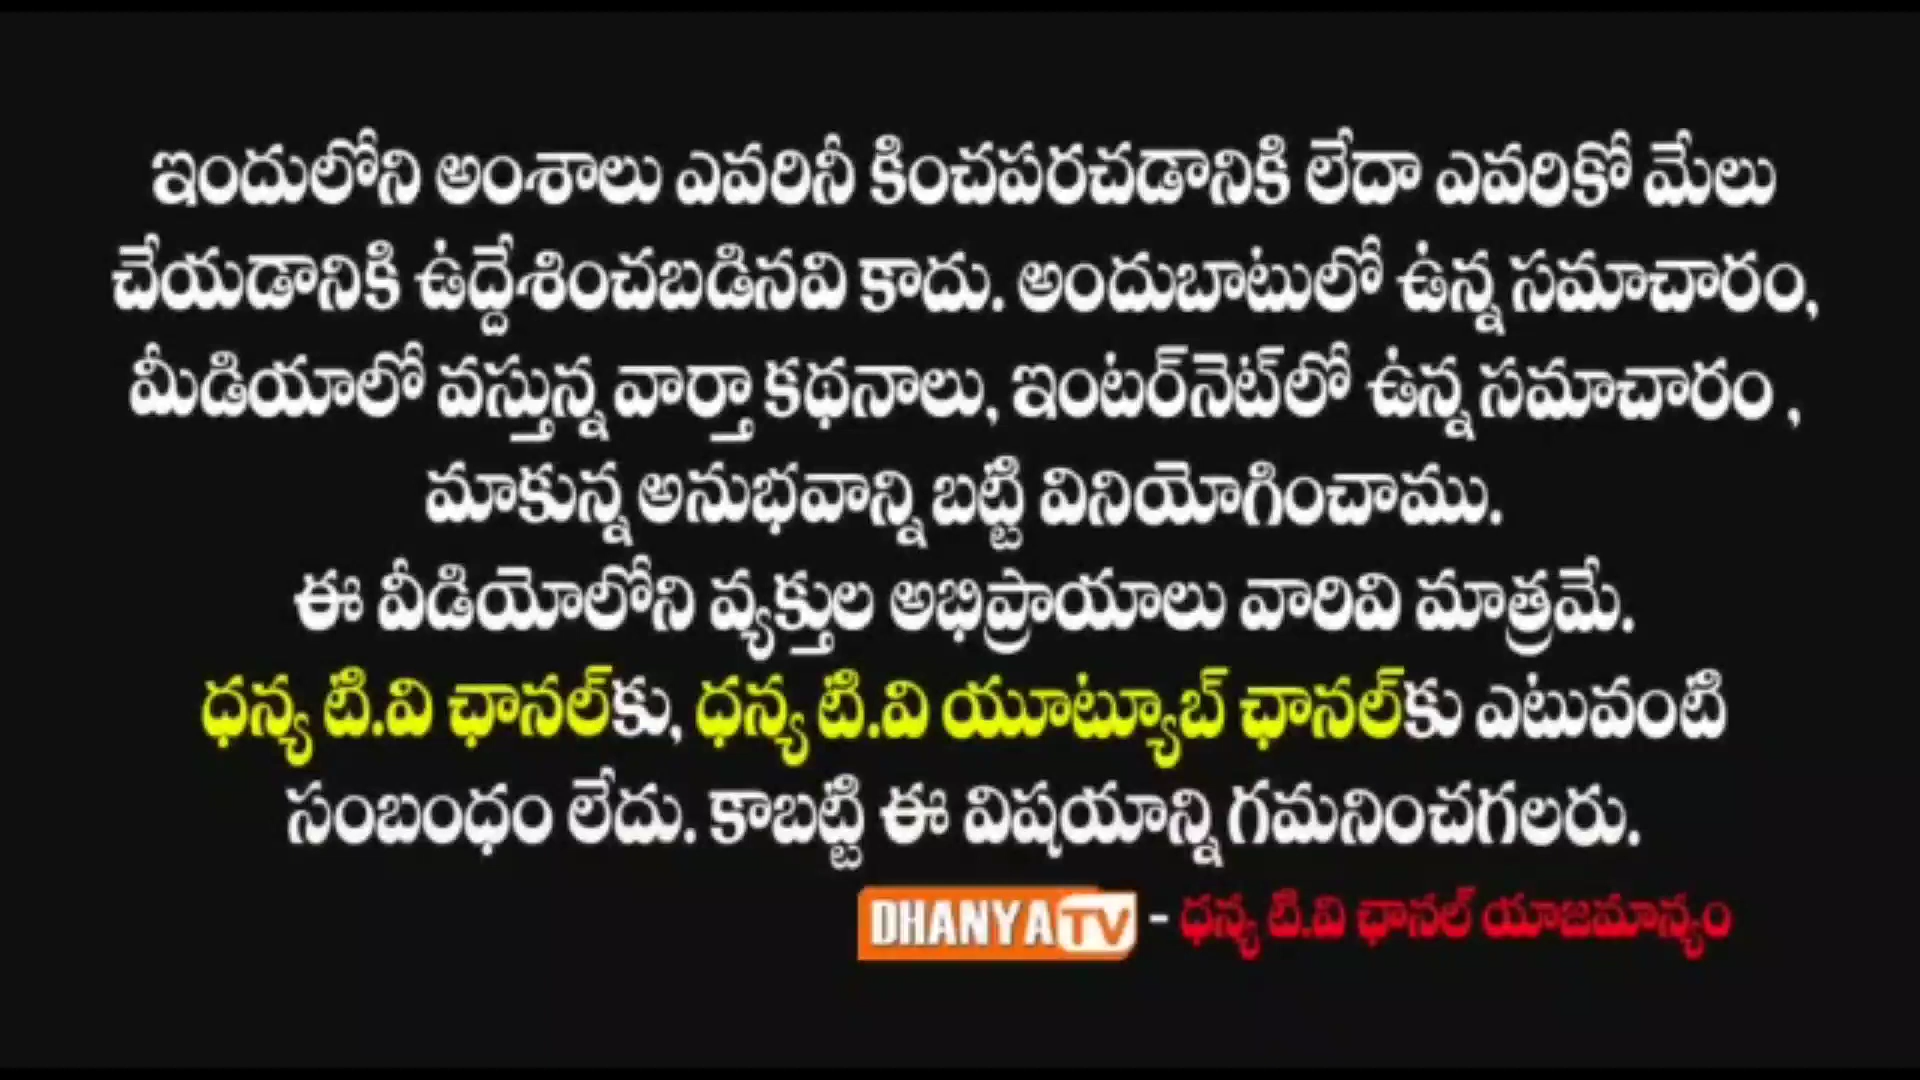 ఇందులోని అంశాలు ఎవరినీ కించపరచడానికి లేదా ఎవరికో మేలు
చేయడానికి ఉద్దేశించబడినవి కాదు. అందుబాటులో ఉన్న సమాచారం,
మీడియాలో వస్తున్న వార్తా కథనాలు, ఇంటర్‌నెట్‌లో ఉన్న సమాచారం ,
మాకున్న అనుభవాన్ని బట్టి వినియోగించాము.
ఈ వీడియోలోని వ్యక్తుల అభిప్రాయాలు వారివి మాత్రమే.
ధన్య టి.వి ఛానల్‌కు, ధన్య టి.వి యూట్యూబ్ ఛానల్‌కు ఎటువంటి
సంబంధం లేదు. కాబట్టి ఈ విషయాన్ని గమనించగలరు.
DHANYA TV - ధన్య టి.వి ఛానల్ యాజమాన్యం